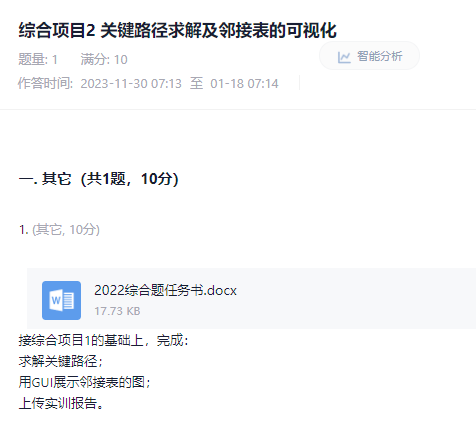 综合项目2 关键路径求解及邻接表的可视化
题量: 1 满分: 10
智能分析
作答时间: 2023-11-30 07:13 至 01-18 07:14
一. 其它（共1题，10分）
1. (其它, 10分)
2022综合题任务书.docx
17.73 KB
接综合项目1的基础上，完成：
求解关键路径；
用GUI展示邻接表的图；
上传实训报告。